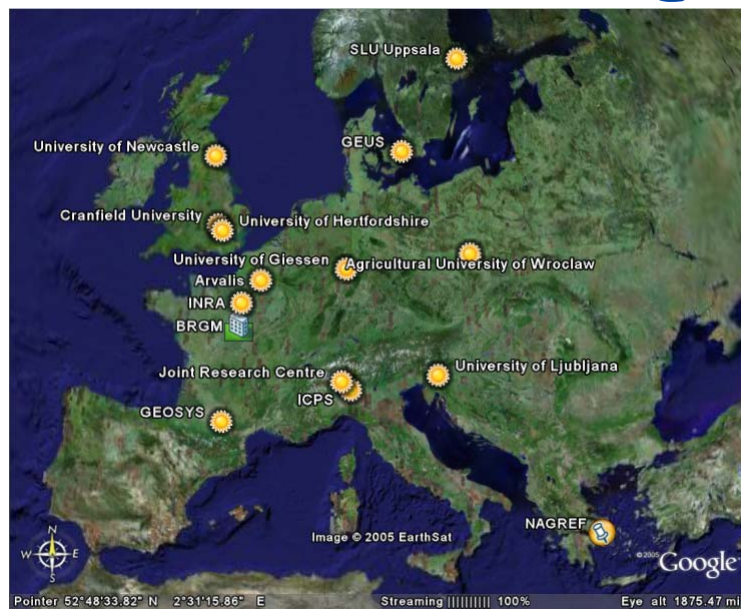 SLU Uppsala
University of Newcastle
GEUS
Cranfield University
University of Hertfordshire
University of Giessen
Agricultural University of Wroclaw
Arvalis
INRA
BRGM
Joint Research Centre
University of Ljubljana
ICPS
GEOSYS
NAGREF
N
W E
S
Image © 2005 EarthSat
©2005 Google
Pointer 52°48'33.82" N 2°31'15.86" E Streaming |||||||||| 100% Eye alt 1875.47 mi